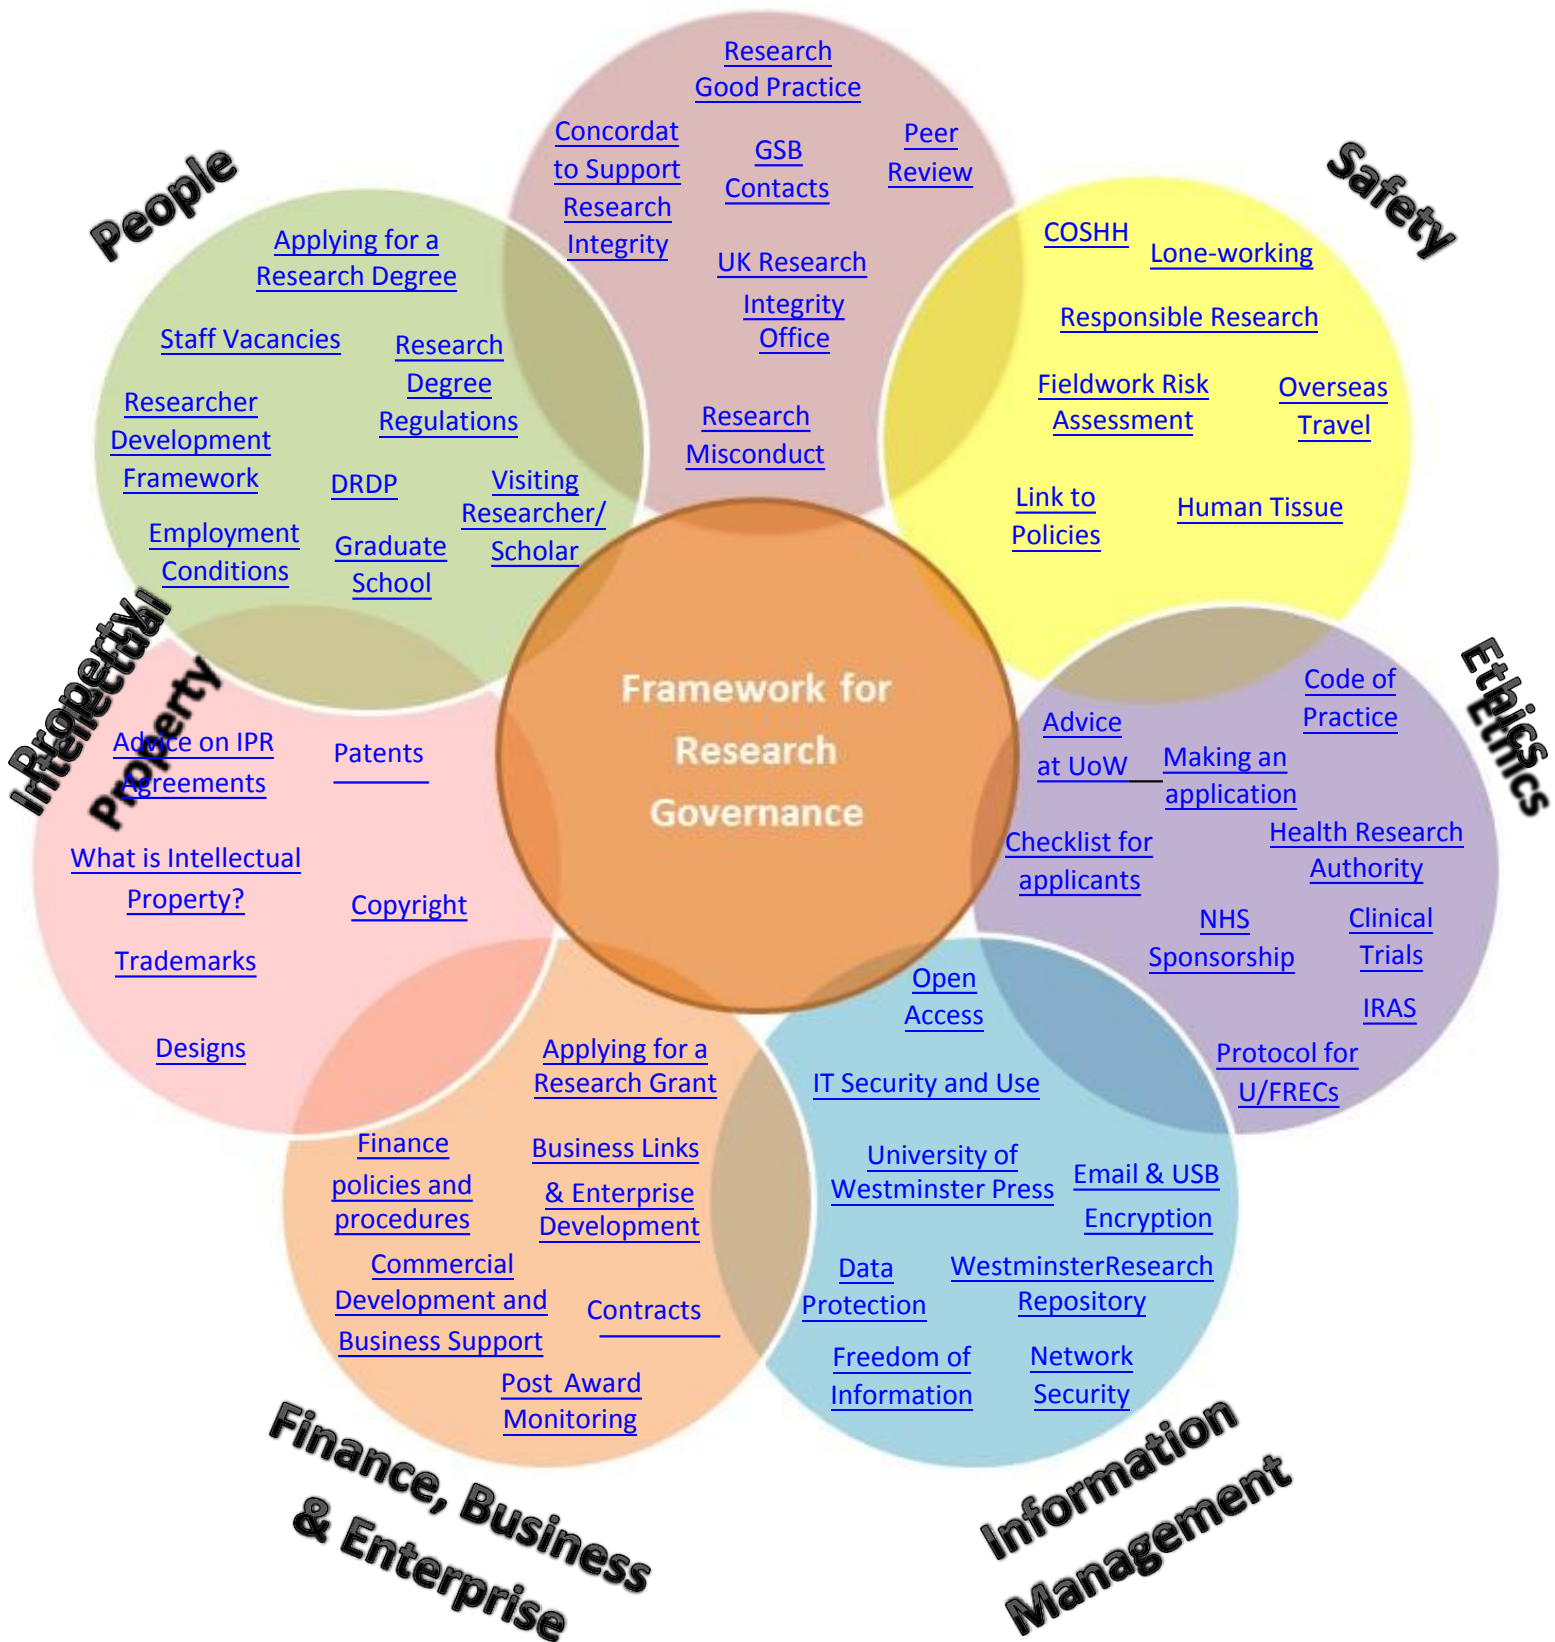 Research
Good Practice
Concordat
to Support
Research
Integrity
GSB
Contacts
Peer
Review
UK Research
Integrity
Office
Research
Misconduct
People
Applying for a
Research Degree
Staff Vacancies
Research
Degree
Regulations
Researcher
Development
Framework
DRDP
Visiting
Researcher/
Scholar
Employment
Conditions
Graduate
School
Safety
COSHH
Lone-working
Responsible Research
Fieldwork Risk
Assessment
Overseas
Travel
Link to
Policies
Human Tissue
Framework for
Research
Governance
Intellectual
Property
Property
Advice on IPR
Agreements
Patents
What is Intellectual
Property?
Copyright
Trademarks
Designs
Ethics
Ethics
Code of
Practice
Advice
at UoW
Making an
application
Checklist for
applicants
Health Research
Authority
NHS
Sponsorship
Clinical
Trials
IRAS
Protocol for
U/FRECs
Applying for a
Research Grant
Finance
policies and
procedures
Business Links
& Enterprise
Development
Commercial
Development and
Business Support
Contracts
Post Award
Monitoring
Finance, Business
& Enterprise
Open
Access
IT Security and Use
University of
Westminster Press
Email & USB
Encryption
Data
Protection
WestminsterResearch
Repository
Freedom of
Information
Network
Security
Information
Management